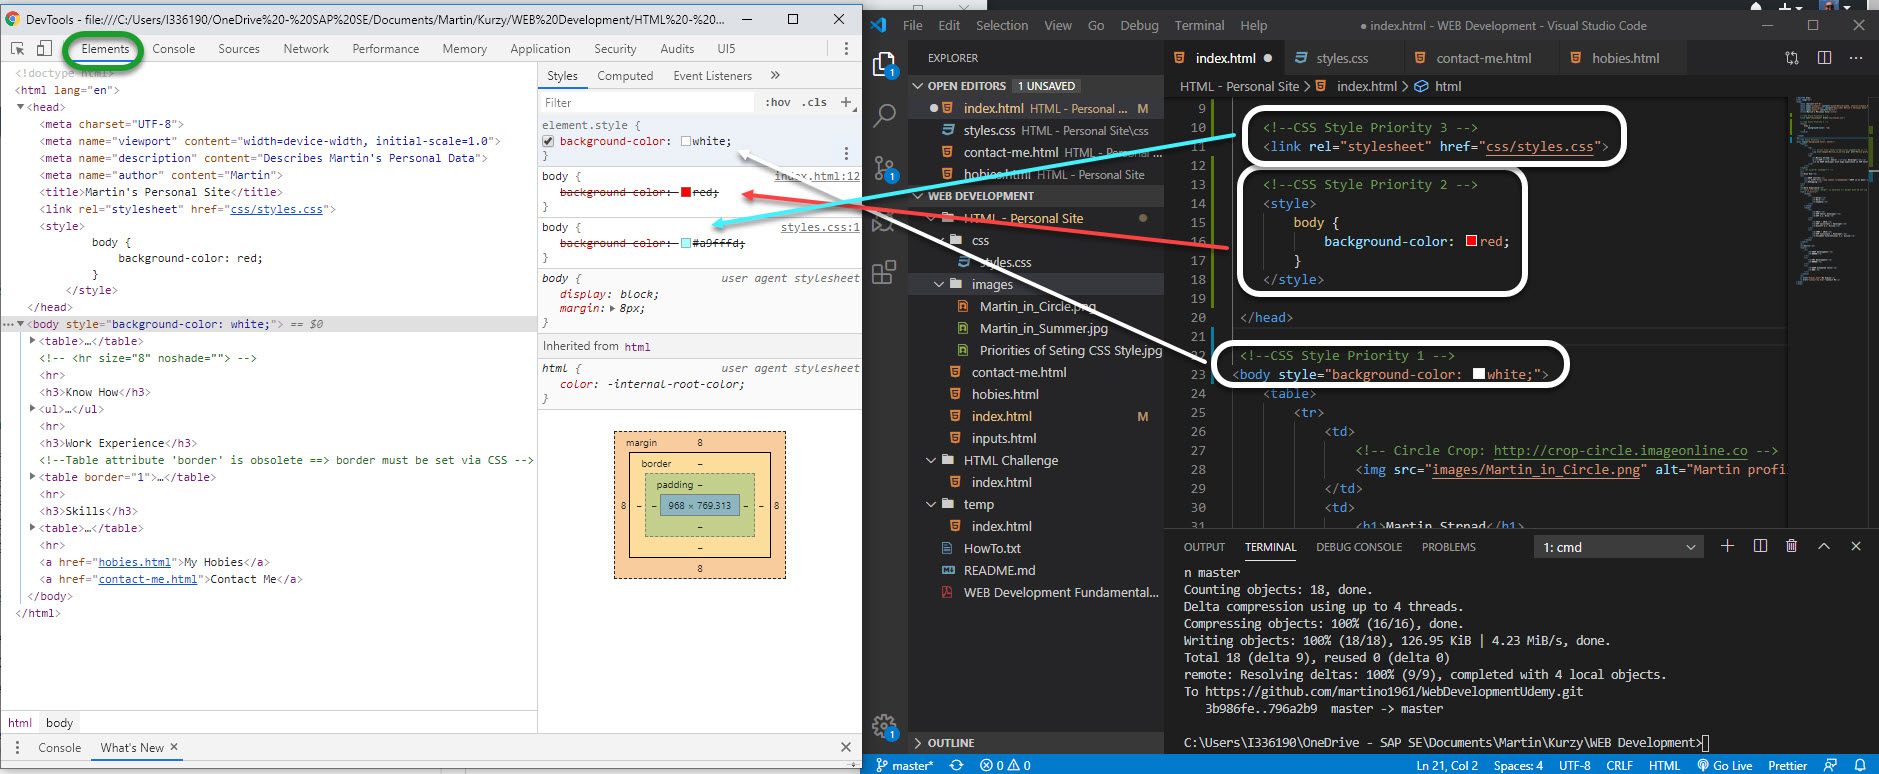 DevTools - file:///C:/Users/I336190/OneDrive%20-%20SAP%20SE/Documents/Martin/Kurzy/WEB%20Development/HTML%20-%20...
Elements Console Sources Network Performance Memory Application Security Audits UI5
<!doctype html>
<html lang="en">
<head>
<meta charset="UTF-8">
<meta name="viewport" content="width=device-width, initial-scale=1.0">
<meta name="description" content="Describes Martin's Personal Data">
<meta name="author" content="Martin">
<title>Martin's Personal Site</title>
<link rel="stylesheet" href="css/styles.css">
<style>
body {
background-color: red;
}
</style>
</head>
<body style="background-color: white;"> == $0
<table>…</table>
<!-- <hr size="8" noshade=""> -->
<hr>
<h3>Know How</h3>
<ul>…</ul>
<hr>
<h3>Work Experience</h3>
<!--Table attribute 'border' is obsolete ==> border must be set via CSS -->
<table border="1">…</table>
<hr>
<h3>Skills</h3>
<table>…</table>
<hr>
<a href="hobies.html">My Hobies</a>
<a href="contact-me.html">Contact Me</a>
</body>
</html>
html body
Console What's New
Styles Computed Event Listeners
Filter :hov .cls
element.style {
background-color: white;
}
body { index.html:12
background-color: red;
}
body { styles.css:1
background-color: #a9fffd;
}
body { user agent stylesheet
display: block;
margin: 8px;
}
Inherited from html
html { user agent stylesheet
color: -internal-root-color;
}
margin 8
border –
padding –
8 – – 968 × 769.313 – – 8
–
–
8
File Edit Selection View Go Debug Terminal Help
● index.html - WEB Development - Visual Studio Code
EXPLORER
OPEN EDITORS 1 UNSAVED
index.html HTML - Personal ... M
styles.css HTML - Personal Site\css
contact-me.html HTML - Personal ...
hobies.html HTML - Personal Site
WEB DEVELOPMENT
HTML - Personal Site
css
styles.css
images
Martin_in_Circle.png
Martin_in_Summer.jpg
Priorities of Seting CSS Style.jpg
contact-me.html
hobies.html
index.html M
inputs.html
HTML Challenge
index.html
temp
index.html
HowTo.txt
README.md
WEB Development Fundamental...
OUTLINE
1
1
1
index.html styles.css contact-me.html hobies.html
HTML - Personal Site > index.html > html
9
10 <!--CSS Style Priority 3 -->
11 <link rel="stylesheet" href="css/styles.css">
12
13 <!--CSS Style Priority 2 -->
14 <style>
15 body {
16 background-color: red;
17 }
18 </style>
19
20 </head>
21
22 <!--CSS Style Priority 1 -->
23 <body style="background-color: white;">
24 <table>
25 <tr>
26 <td>
27 <!-- Circle Crop: http://crop-circle.imageonline.co -->
28 <img src="images/Martin_in_Circle.png" alt="Martin profi
29 </td>
30 <td>
31 <h1>Martin Strnad</h1>
OUTPUT TERMINAL DEBUG CONSOLE PROBLEMS 1: cmd
n master
Counting objects: 18, done.
Delta compression using up to 4 threads.
Compressing objects: 100% (16/16), done.
Writing objects: 100% (18/18), 126.95 KiB | 4.23 MiB/s, done.
Total 18 (delta 9), reused 0 (delta 0)
remote: Resolving deltas: 100% (9/9), completed with 4 local objects.
To https://github.com/martino1961/WebDevelopmentUdemy.git
3b986fe..796a2b9 master -> master
C:\Users\I336190\OneDrive - SAP SE\Documents\Martin\Kurzy\WEB Development>
master* 0 0 Ln 21, Col 2 Spaces: 4 UTF-8 CRLF HTML Go Live Prettier